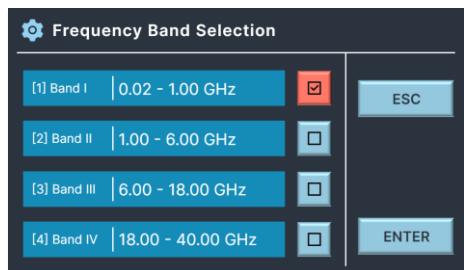 Frequency Band Selection
[1] Band I 0.02 - 1.00 GHz
ESC
[2] Band II 1.00 - 6.00 GHz
[3] Band III 6.00 - 18.00 GHz
[4] Band IV 18.00 - 40.00 GHz
ENTER